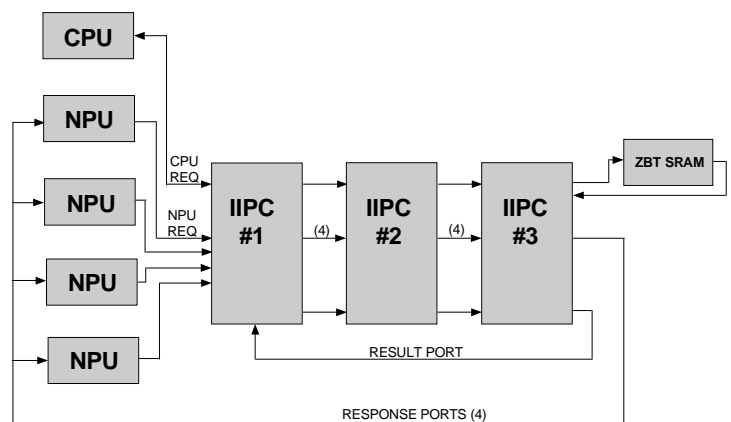 CPU
NPU
NPU
NPU
NPU
CPU
REQ
NPU
REQ
IIPC
#1
(4)
IIPC
#2
(4)
IIPC
#3
ZBT SRAM
RESULT PORT
RESPONSE PORTS (4)